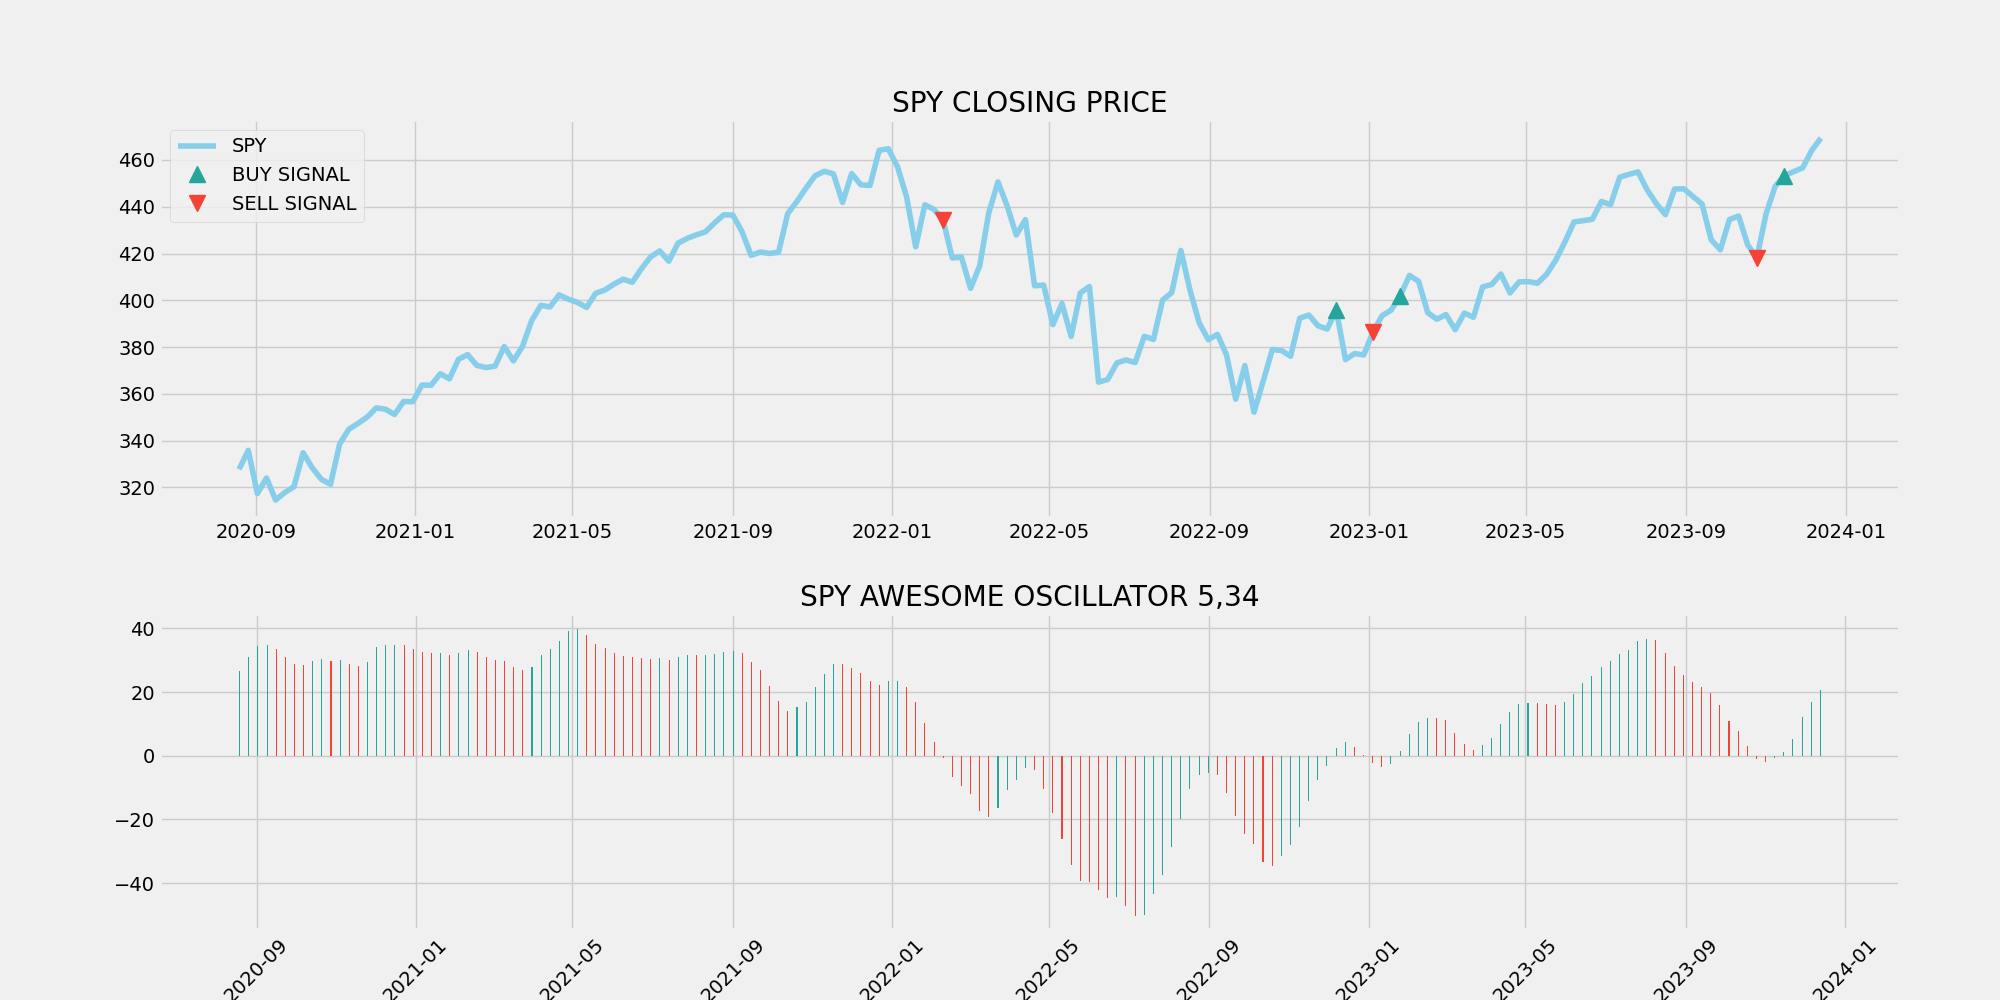 SPY CLOSING PRICE
SPY
BUY SIGNAL
SELL SIGNAL
460
440
420
400
380
360
340
320
2020-09 2021-01 2021-05 2021-09 2022-01 2022-05 2022-09 2023-01 2023-05 2023-09 2024-01
SPY AWESOME OSCILLATOR 5,34
40
20
0
−20
−40
2020-09 2021-01 2021-05 2021-09 2022-01 2022-05 2022-09 2023-01 2023-05 2023-09 2024-01